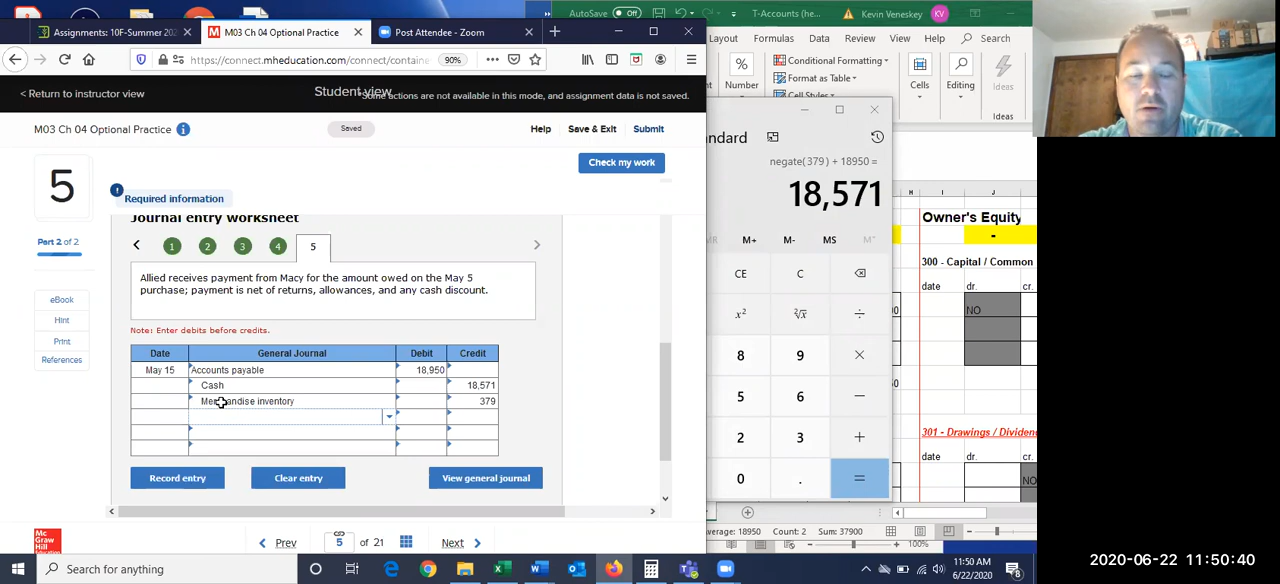 Assignments: 10F-Summer 202
M03 Ch 04 Optional Practice
Post Attendee - Zoom
AutoSave
Off
T-Accounts (he...
Kevin Veneskey
KV
https://connect.mheducation.com/connect/containe
90%
Layout
Formulas
Data
Review
View
Help
Search
< Return to instructor view
Student view
*Some actions are not available in this mode, and assignment data is not saved.
Number
Conditional Formatting
Format as Table
Cell Styles
Cells
Editing
Ideas
Ideas
M03 Ch 04 Optional Practice
Saved
Help
Save & Exit
Submit
Check my work
ndard
negate(379) + 18950 =
18,571
MR
M+
M-
MS
M
CE
C
x²
²√x
÷
8
9
×
5
6
−
2
3
+
0
.
=
5
Required information
Part 2 of 2
eBook
Hint
Print
References
Journal entry worksheet
1
2
3
4
5
Allied receives payment from Macy for the amount owed on the May 5
purchase; payment is net of returns, allowances, and any cash discount.
Note: Enter debits before credits.
Date General Journal Debit Credit
May 15 Accounts payable 18,950
Cash 18,571
Merchandise inventory 379
Record entry
Clear entry
View general journal
Mc
Graw
Hill
Prev
5 of 21
Next
H
I
J
Owner's Equity
-
300 - Capital / Common
date
dr.
cr.
NO
301 - Drawings / Dividen
date
dr.
cr.
NO
verage: 18950
Count: 2
Sum: 37900
100%
Search for anything
11:50 AM
6/22/2020
8
2020-06-22 11:50:40